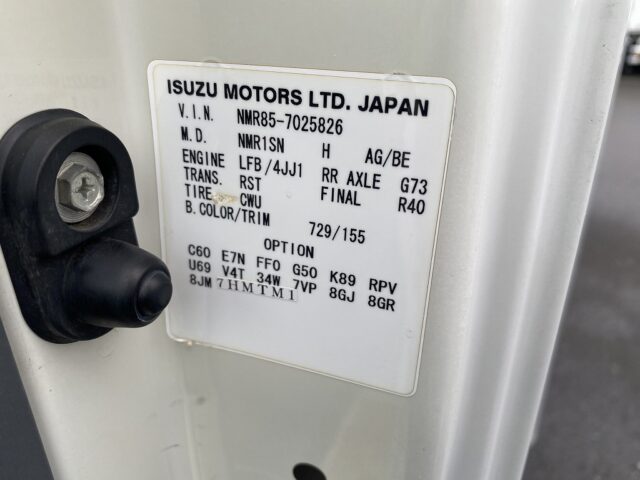 ISUZU MOTORS LTD. JAPAN
V.I.N. NMR85-7025826
M.D. NMR1SN H AG/BE
ENGINE LFB/4JJ1 RR AXLE G73
TRANS. RST FINAL R40
TIRE CWU
B.COLOR/TRIM 729/155
OPTION
C60 E7N FF0 G50 K89 RPV
U69 V4T 34W 7VP 8GJ 8GR
8JM 7HMTM1